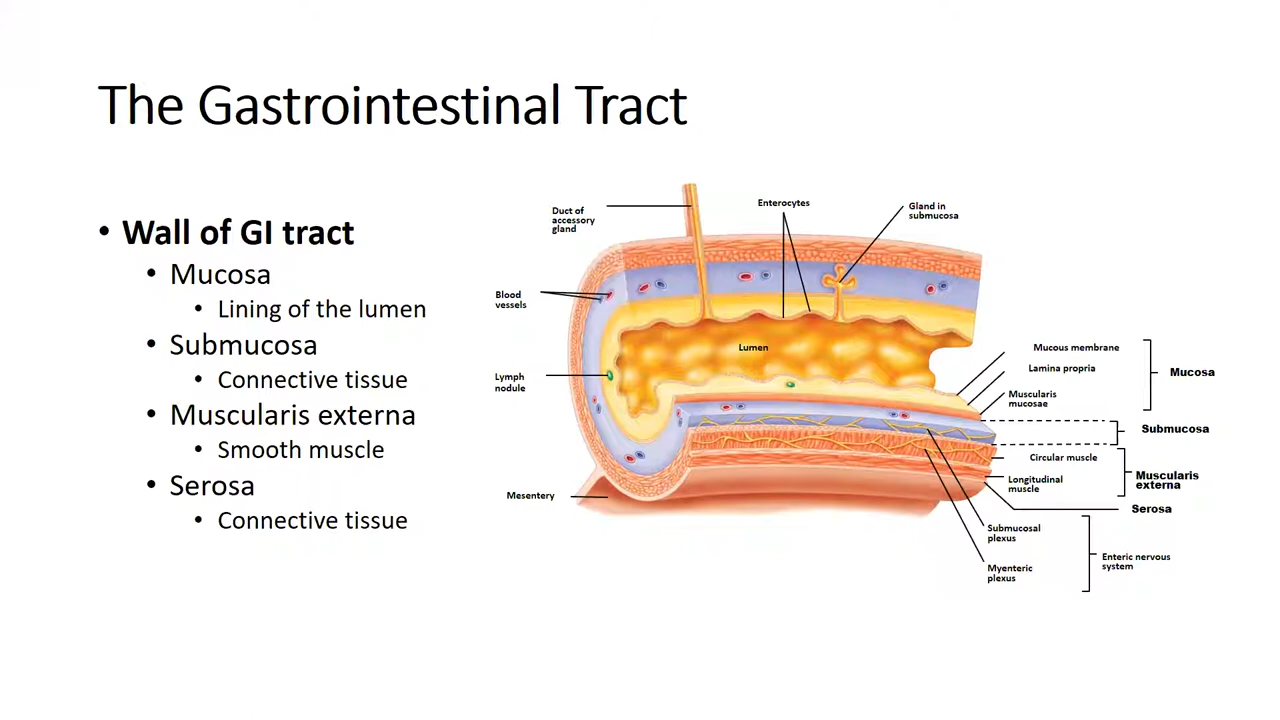 The Gastrointestinal Tract
• Wall of GI tract
• Mucosa
• Lining of the lumen
• Submucosa
• Connective tissue
• Muscularis externa
• Smooth muscle
• Serosa
• Connective tissue
Duct of
accessory
gland
Enterocytes
Gland in
submucosa
Blood
vessels
Lumen
Lymph
nodule
Mesentery
Mucous membrane
Lamina propria
Muscularis
mucosae
Mucosa
Submucosa
Circular muscle
Longitudinal
muscle
Muscularis
externa
Serosa
Submucosal
plexus
Myenteric
plexus
Enteric nervous
system